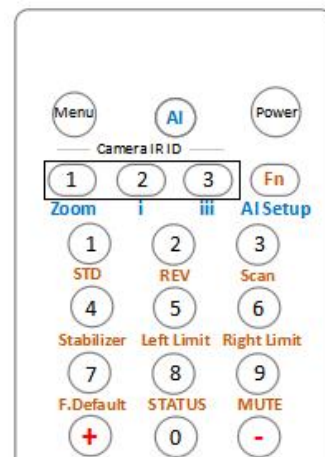 Menu AI Power
Camera IR ID
1 2 3 Fn
Zoom i iii AI Setup
1 2 3
STD REV Scan
4 5 6
Stabilizer Left Limit Right Limit
7 8 9
F.Default STATUS MUTE
+ 0 -